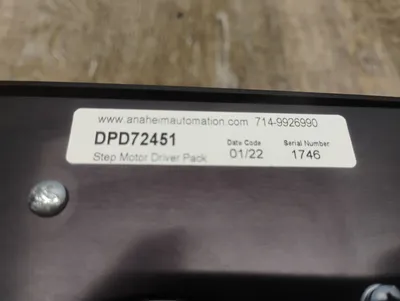 www.anaheimautomation.com 714-9926990
DPD72451 Date Code Serial Number
Step Motor Driver Pack 01/22 1746